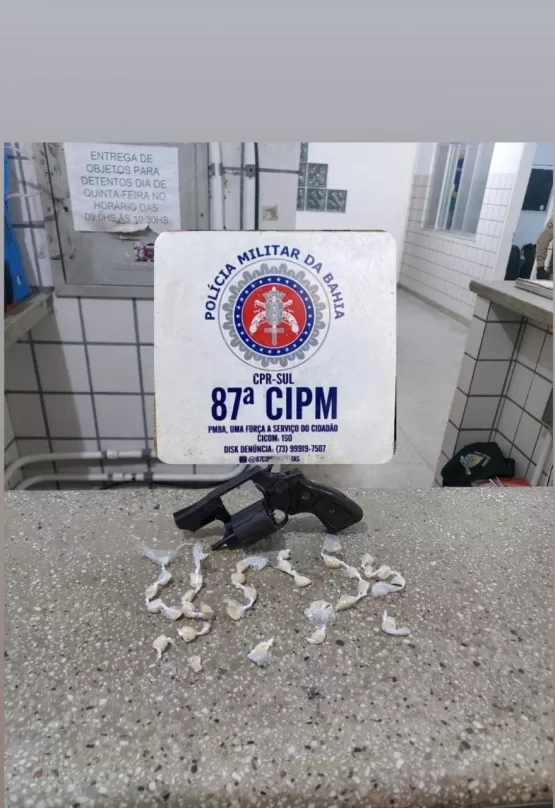 ENTREGA DE
OBJETOS PARA
DETENTOS DIA DE
QUINTA-FEIRA NO
HORÁRIO DAS
09:0HS ÀS 10:30HS
POLÍCIA MILITAR DA BAHIA
CPR-SUL
87ª CIPM
PMBA, UMA FORÇA A SERVIÇO DO CIDADÃO
CICOM: 190
DISK DENÚNCIA: (73) 99919-7507